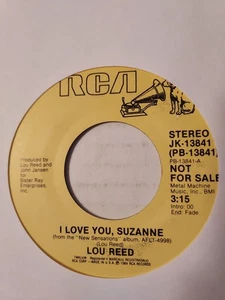 RCA
STEREO
JK-13841
(PB-13841)
PB-13841-A
NOT
FOR SALE
Metal Machine
Music, Inc., BMI
3:15
Intro: 00
End: Fade
Produced by
Lou Reed and
John Jansen
for
Sister Ray
Enterprises,
Inc.
I LOVE YOU, SUZANNE
(from the "New Sensations" album, AFL1-4998)
(Lou Reed)
LOU REED